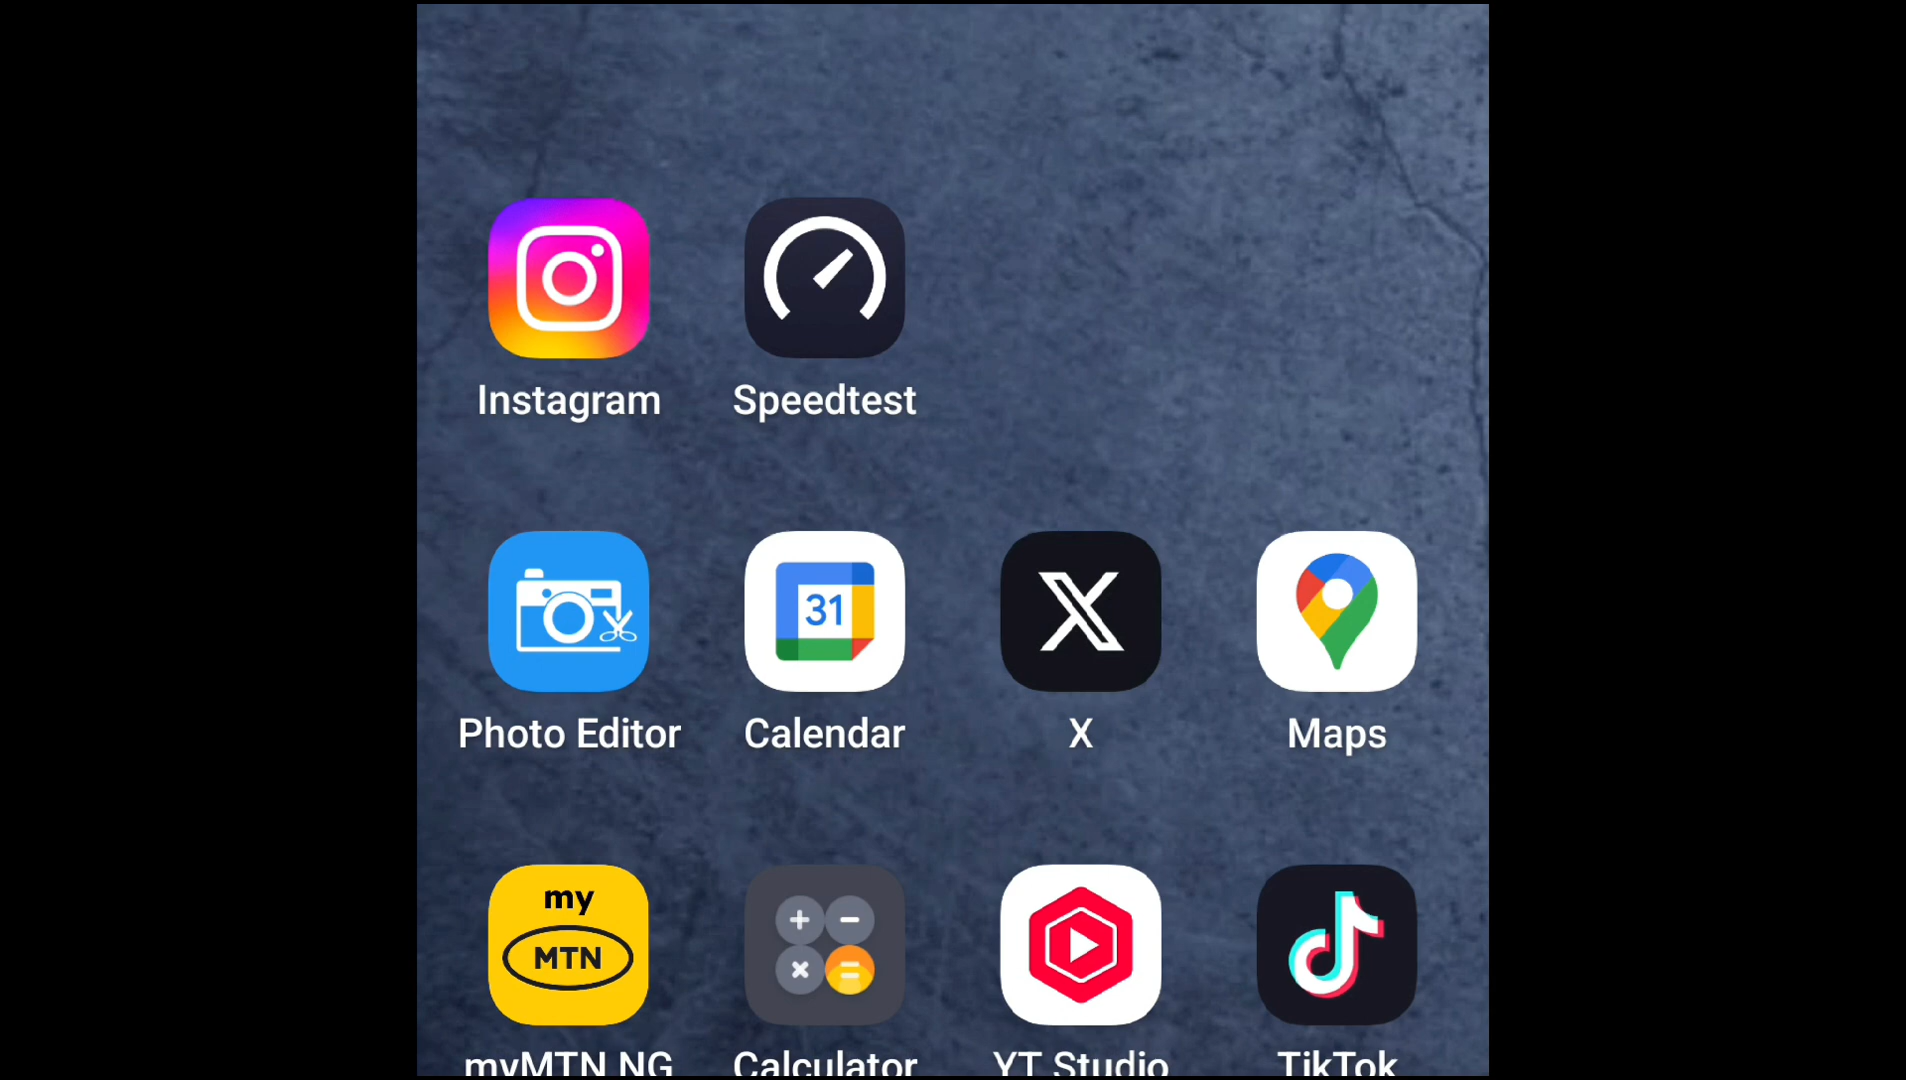 Instagram Speedtest
31
Photo Editor Calendar X Maps
my
MTN
myMTN NG Calculator YT Studio TikTok